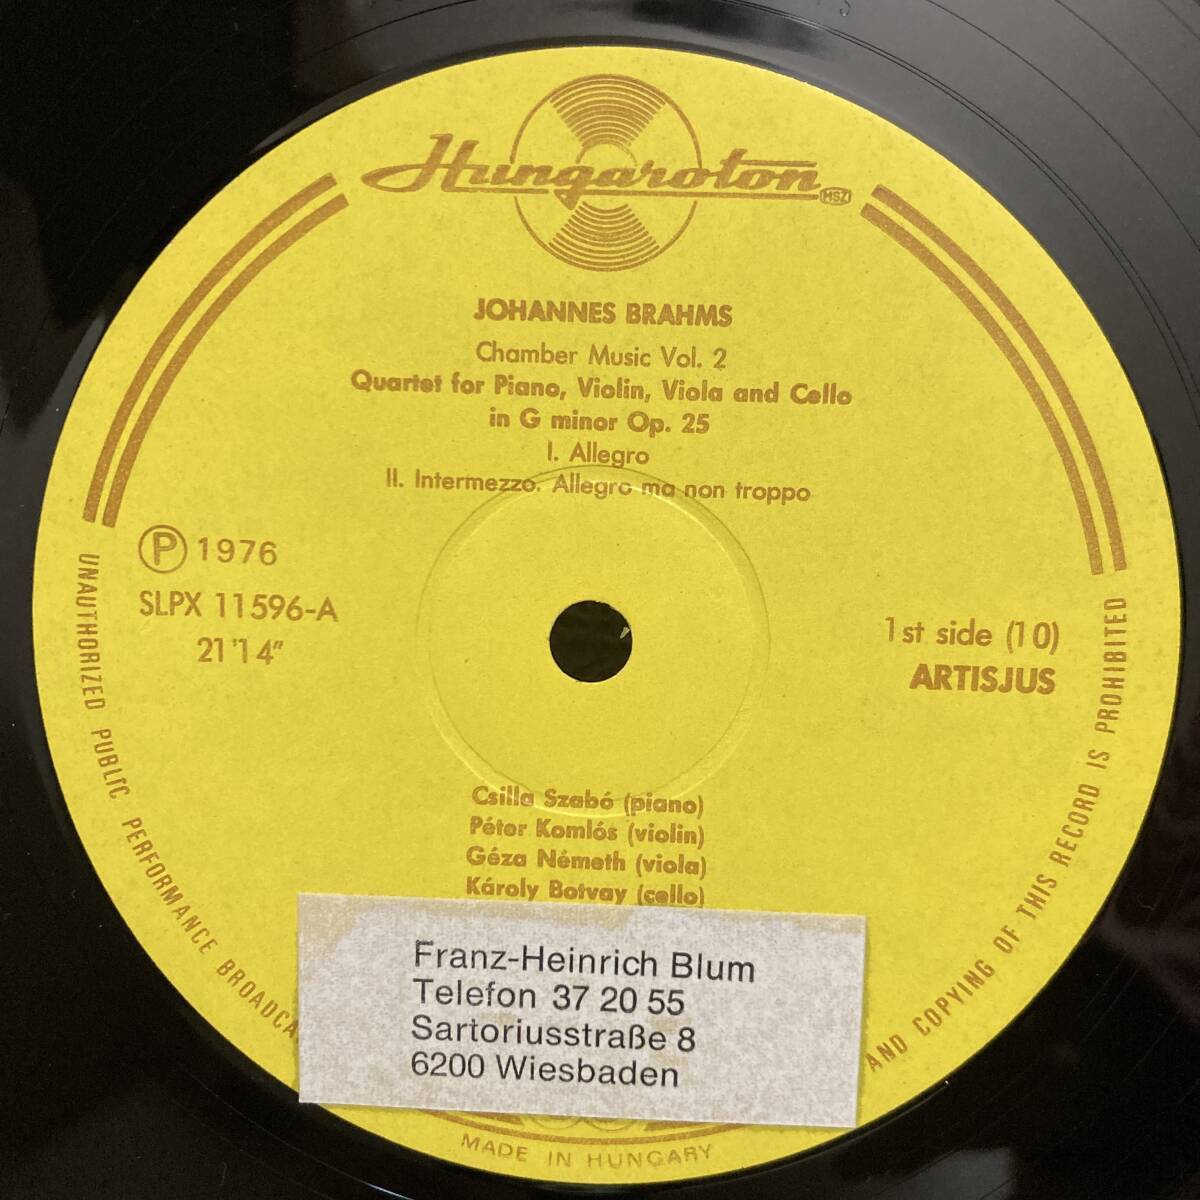 Hungaroton
MSZ
JOHANNES BRAHMS
Chamber Music Vol. 2
Quartet for Piano, Violin, Viola and Cello
in G minor Op. 25
I. Allegro
II. Intermezzo. Allegro ma non troppo
Ⓟ 1976
SLPX 11596-A
21'14"
1st side (10)
ARTISJUS
Csilla Szabó (piano)
Péter Komlós (violin)
Géza Németh (viola)
Károly Botvay (cello)
Franz-Heinrich Blum
Telefon 37 20 55
Sartoriusstraße 8
6200 Wiesbaden
UNAUTHORIZED PUBLIC PERFORMANCE BROADCA
AND COPYING OF THIS RECORD IS PROHIBITED
MADE IN HUNGARY